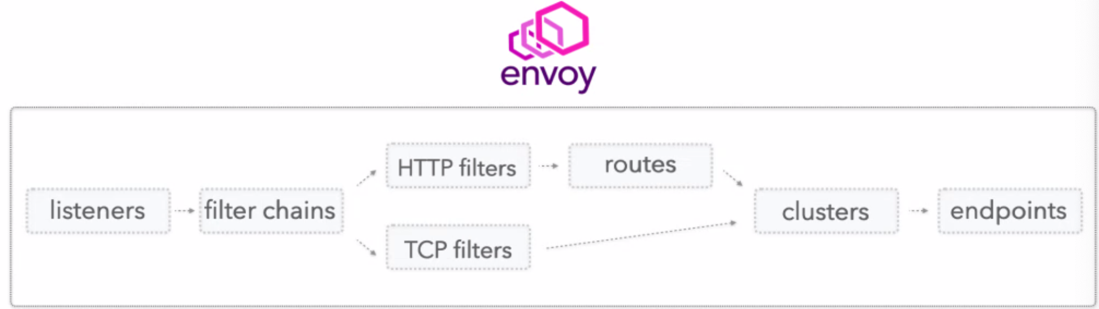 envoy
listeners
filter chains
HTTP filters
routes
TCP filters
clusters
endpoints